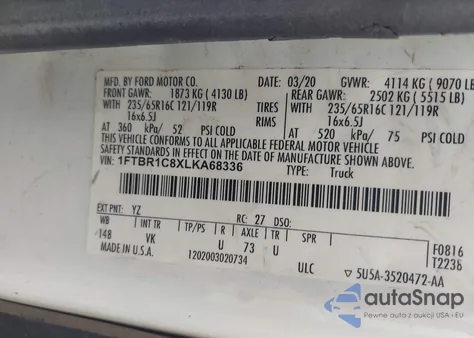 MFD. BY FORD MOTOR CO.
DATE: 03/20 GVWR: 4114 KG ( 9070 LB
FRONT GAWR: 1873 KG ( 4130 LB) REAR GAWR: 2502 KG ( 5515 LB)
WITH 235/65R16C 121/119R TIRES WITH 235/65R16C 121/119R
16x6.5J RIMS 16x6.5J
AT 360 kPa/ 52 PSI COLD AT 520 kPa/ 75 PSI COLD
THIS VEHICLE CONFORMS TO ALL APPLICABLE FEDERAL MOTOR VEHICLE
SAFETY STANDARDS IN EFFECT ON THE DATE OF MANUFACTURE SHOWN ABOVE.
VIN: 1FTBR1C8XLKA68336 TYPE: Truck
EXT PNT: YZ RC: 27 DSO:
WB INT TR TP/PS R AXLE TR SPR
148 VK U 73 U
F0816
T2236
MADE IN U.S.A. 1202003020734 ULC 5U5A-3520472-AA
autoSnap
AUTA Z USA • USA i EU